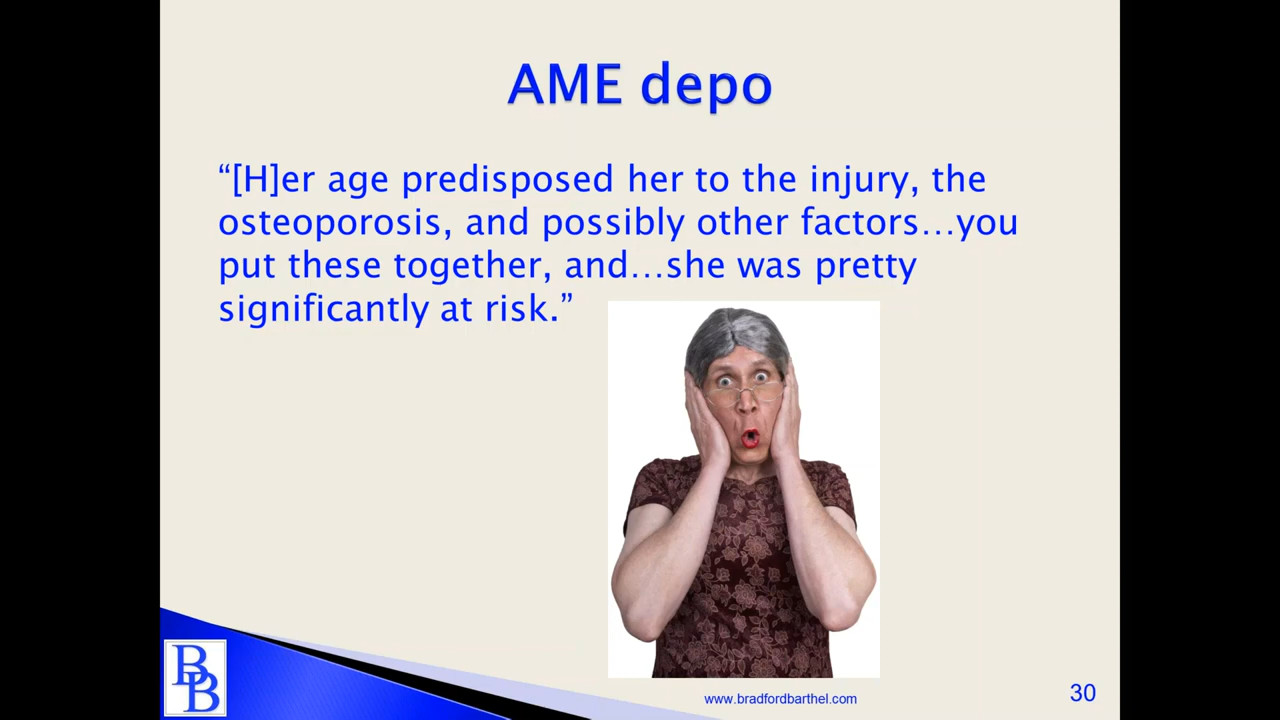 AME depo
“[H]er age predisposed her to the injury, the
osteoporosis, and possibly other factors…you
put these together, and…she was pretty
significantly at risk.”
BB
www.bradfordbarthel.com
30